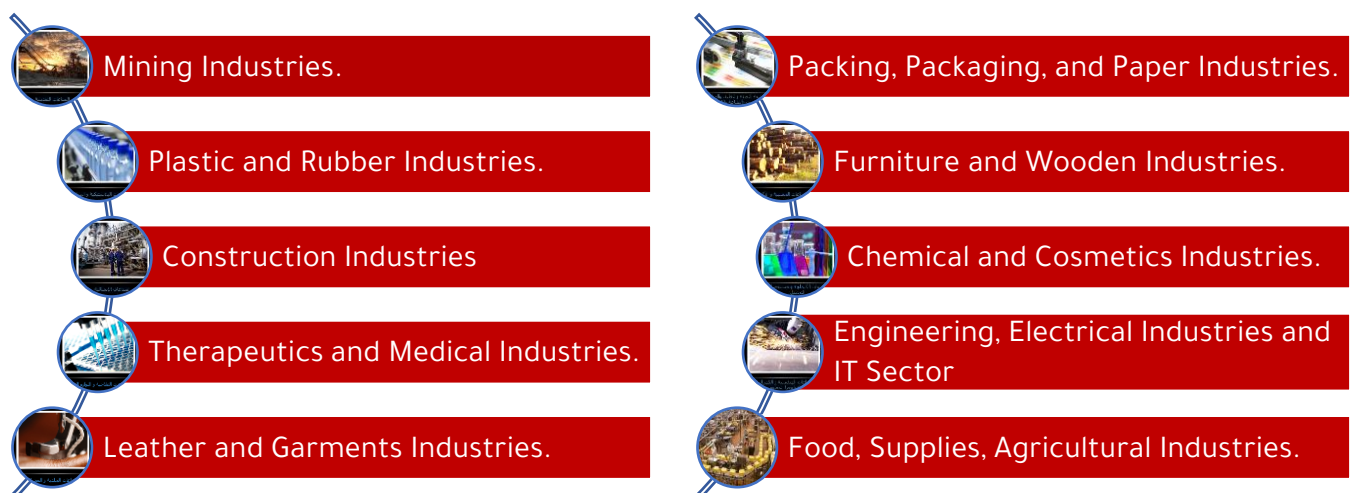 Mining Industries.
Plastic and Rubber Industries.
Construction Industries
Therapeutics and Medical Industries.
Leather and Garments Industries.
Packing, Packaging, and Paper Industries.
Furniture and Wooden Industries.
Chemical and Cosmetics Industries.
Engineering, Electrical Industries and
IT Sector
Food, Supplies, Agricultural Industries.